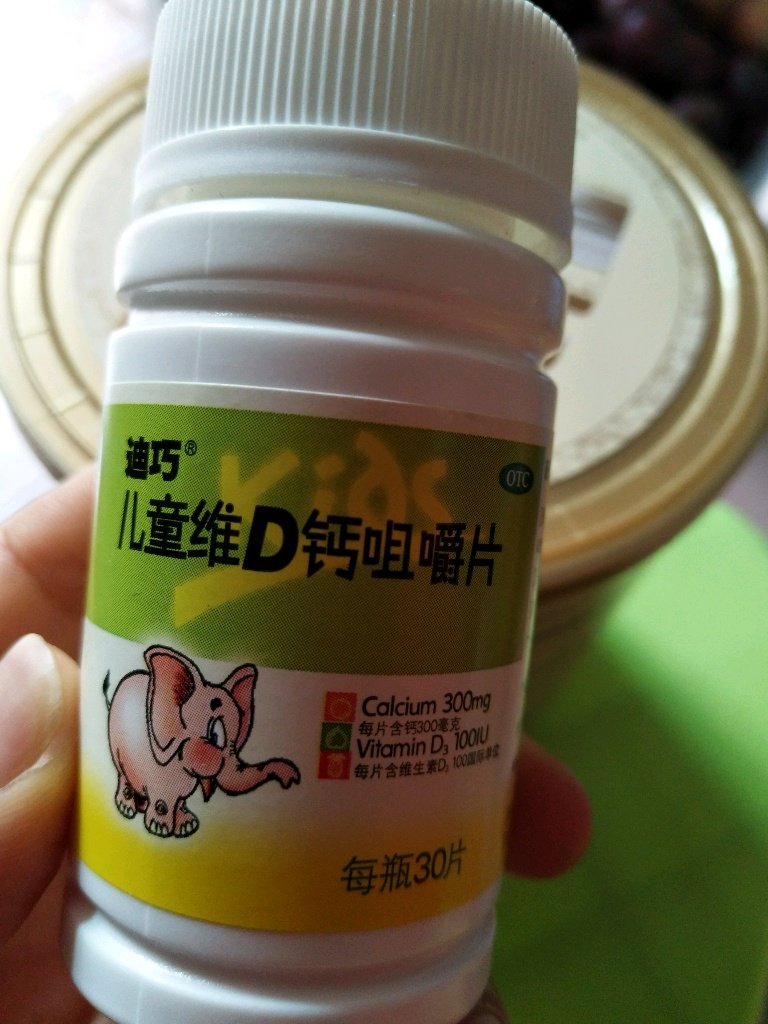 迪巧®
Kids
OTC
儿童维D钙咀嚼片
Calcium 300mg
每片含钙300毫克
Vitamin D₃ 100IU
每片含维生素D₃ 100国际单位
每瓶30片